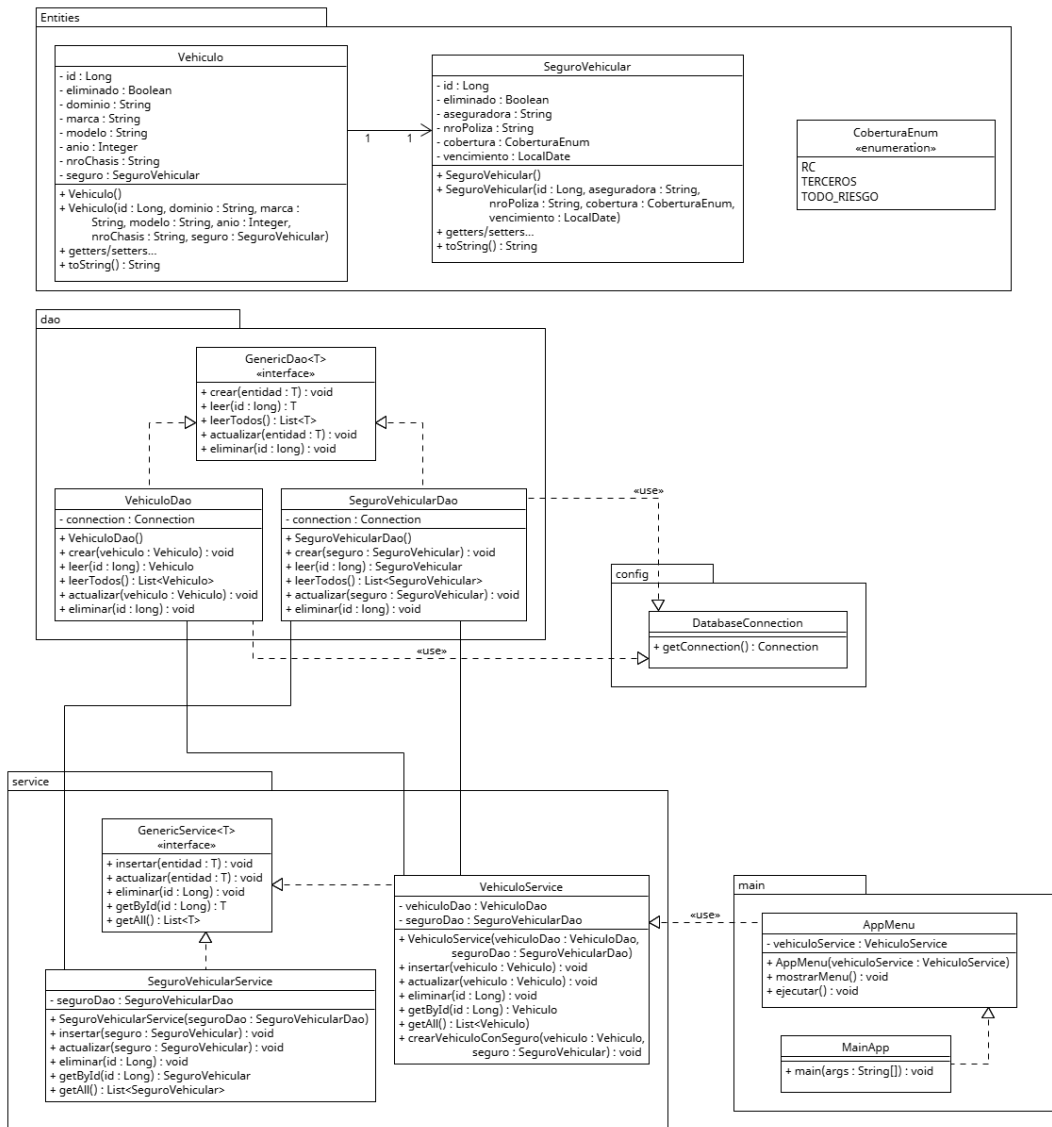 Entities
Vehiculo
- id : Long
- eliminado : Boolean
- dominio : String
- marca : String
- modelo : String
- anio : Integer
- nroChasis : String
- seguro : SeguroVehicular
+ Vehiculo()
+ Vehiculo(id : Long, dominio : String, marca :
String, modelo : String, anio : Integer,
nroChasis : String, seguro : SeguroVehicular)
+ getters/setters...
+ toString() : String
1
1
SeguroVehicular
- id : Long
- eliminado : Boolean
- aseguradora : String
- nroPoliza : String
- cobertura : CoberturaEnum
- vencimiento : LocalDate
+ SeguroVehicular()
+ SeguroVehicular(id : Long, aseguradora : String,
nroPoliza : String, cobertura : CoberturaEnum,
vencimiento : LocalDate)
+ getters/setters...
+ toString() : String
CoberturaEnum
«enumeration»
RC
TERCEROS
TODO_RIESGO
dao
GenericDao<T>
«interface»
+ crear(entidad : T) : void
+ leer(id : long) : T
+ leerTodos() : List<T>
+ actualizar(entidad : T) : void
+ eliminar(id : long) : void
VehiculoDao
- connection : Connection
+ VehiculoDao()
+ crear(vehiculo : Vehiculo) : void
+ leer(id : long) : Vehiculo
+ leerTodos() : List<Vehiculo>
+ actualizar(vehiculo : Vehiculo) : void
+ eliminar(id : long) : void
SeguroVehicularDao
- connection : Connection
+ SeguroVehicularDao()
+ crear(seguro : SeguroVehicular) : void
+ leer(id : long) : SeguroVehicular
+ leerTodos() : List<SeguroVehicular>
+ actualizar(seguro : SeguroVehicular) : void
+ eliminar(id : long) : void
«use»
config
DatabaseConnection
+ getConnection() : Connection
«use»
service
GenericService<T>
«interface»
+ insertar(entidad : T) : void
+ actualizar(entidad : T) : void
+ eliminar(id : Long) : void
+ getById(id : Long) : T
+ getAll() : List<T>
SeguroVehicularService
- seguroDao : SeguroVehicularDao
+ SeguroVehicularService(seguroDao : SeguroVehicularDao)
+ insertar(seguro : SeguroVehicular) : void
+ actualizar(seguro : SeguroVehicular) : void
+ eliminar(id : Long) : void
+ getById(id : Long) : SeguroVehicular
+ getAll() : List<SeguroVehicular>
VehiculoService
- vehiculoDao : VehiculoDao
- seguroDao : SeguroVehicularDao
+ VehiculoService(vehiculoDao : VehiculoDao,
seguroDao : SeguroVehicularDao)
+ insertar(vehiculo : Vehiculo) : void
+ actualizar(vehiculo : Vehiculo) : void
+ eliminar(id : Long) : void
+ getById(id : Long) : Vehiculo
+ getAll() : List<Vehiculo)
+ crearVehiculoConSeguro(vehiculo : Vehiculo,
seguro : SeguroVehicular) : void
«use»
main
AppMenu
- vehiculoService : VehiculoService
+ AppMenu(vehiculoService : VehiculoService)
+ mostrarMenu() : void
+ ejecutar() : void
MainApp
+ main(args : String[]) : void